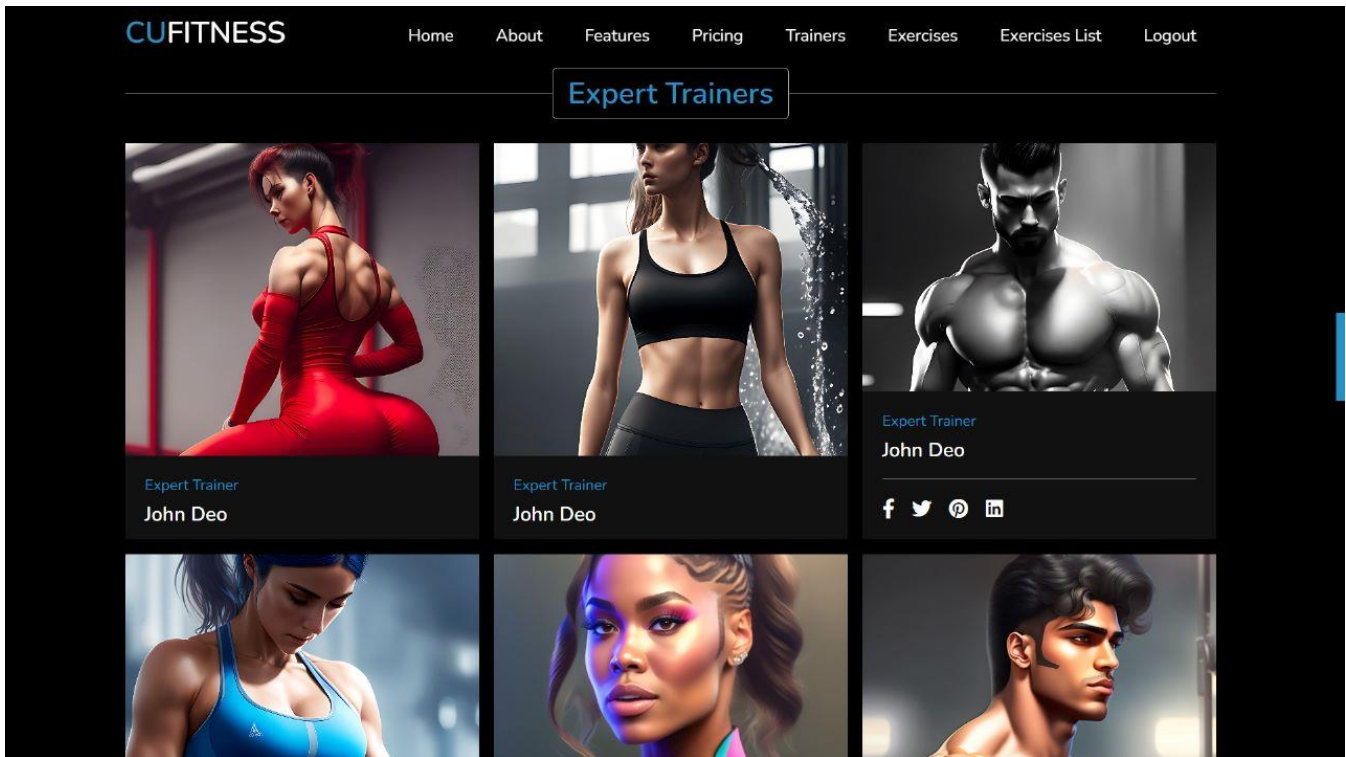 CUFITNESS Home About Features Pricing Trainers Exercises Exercises List Logout
Expert Trainers
Expert Trainer
John Deo
Expert Trainer
John Deo
Expert Trainer
John Deo